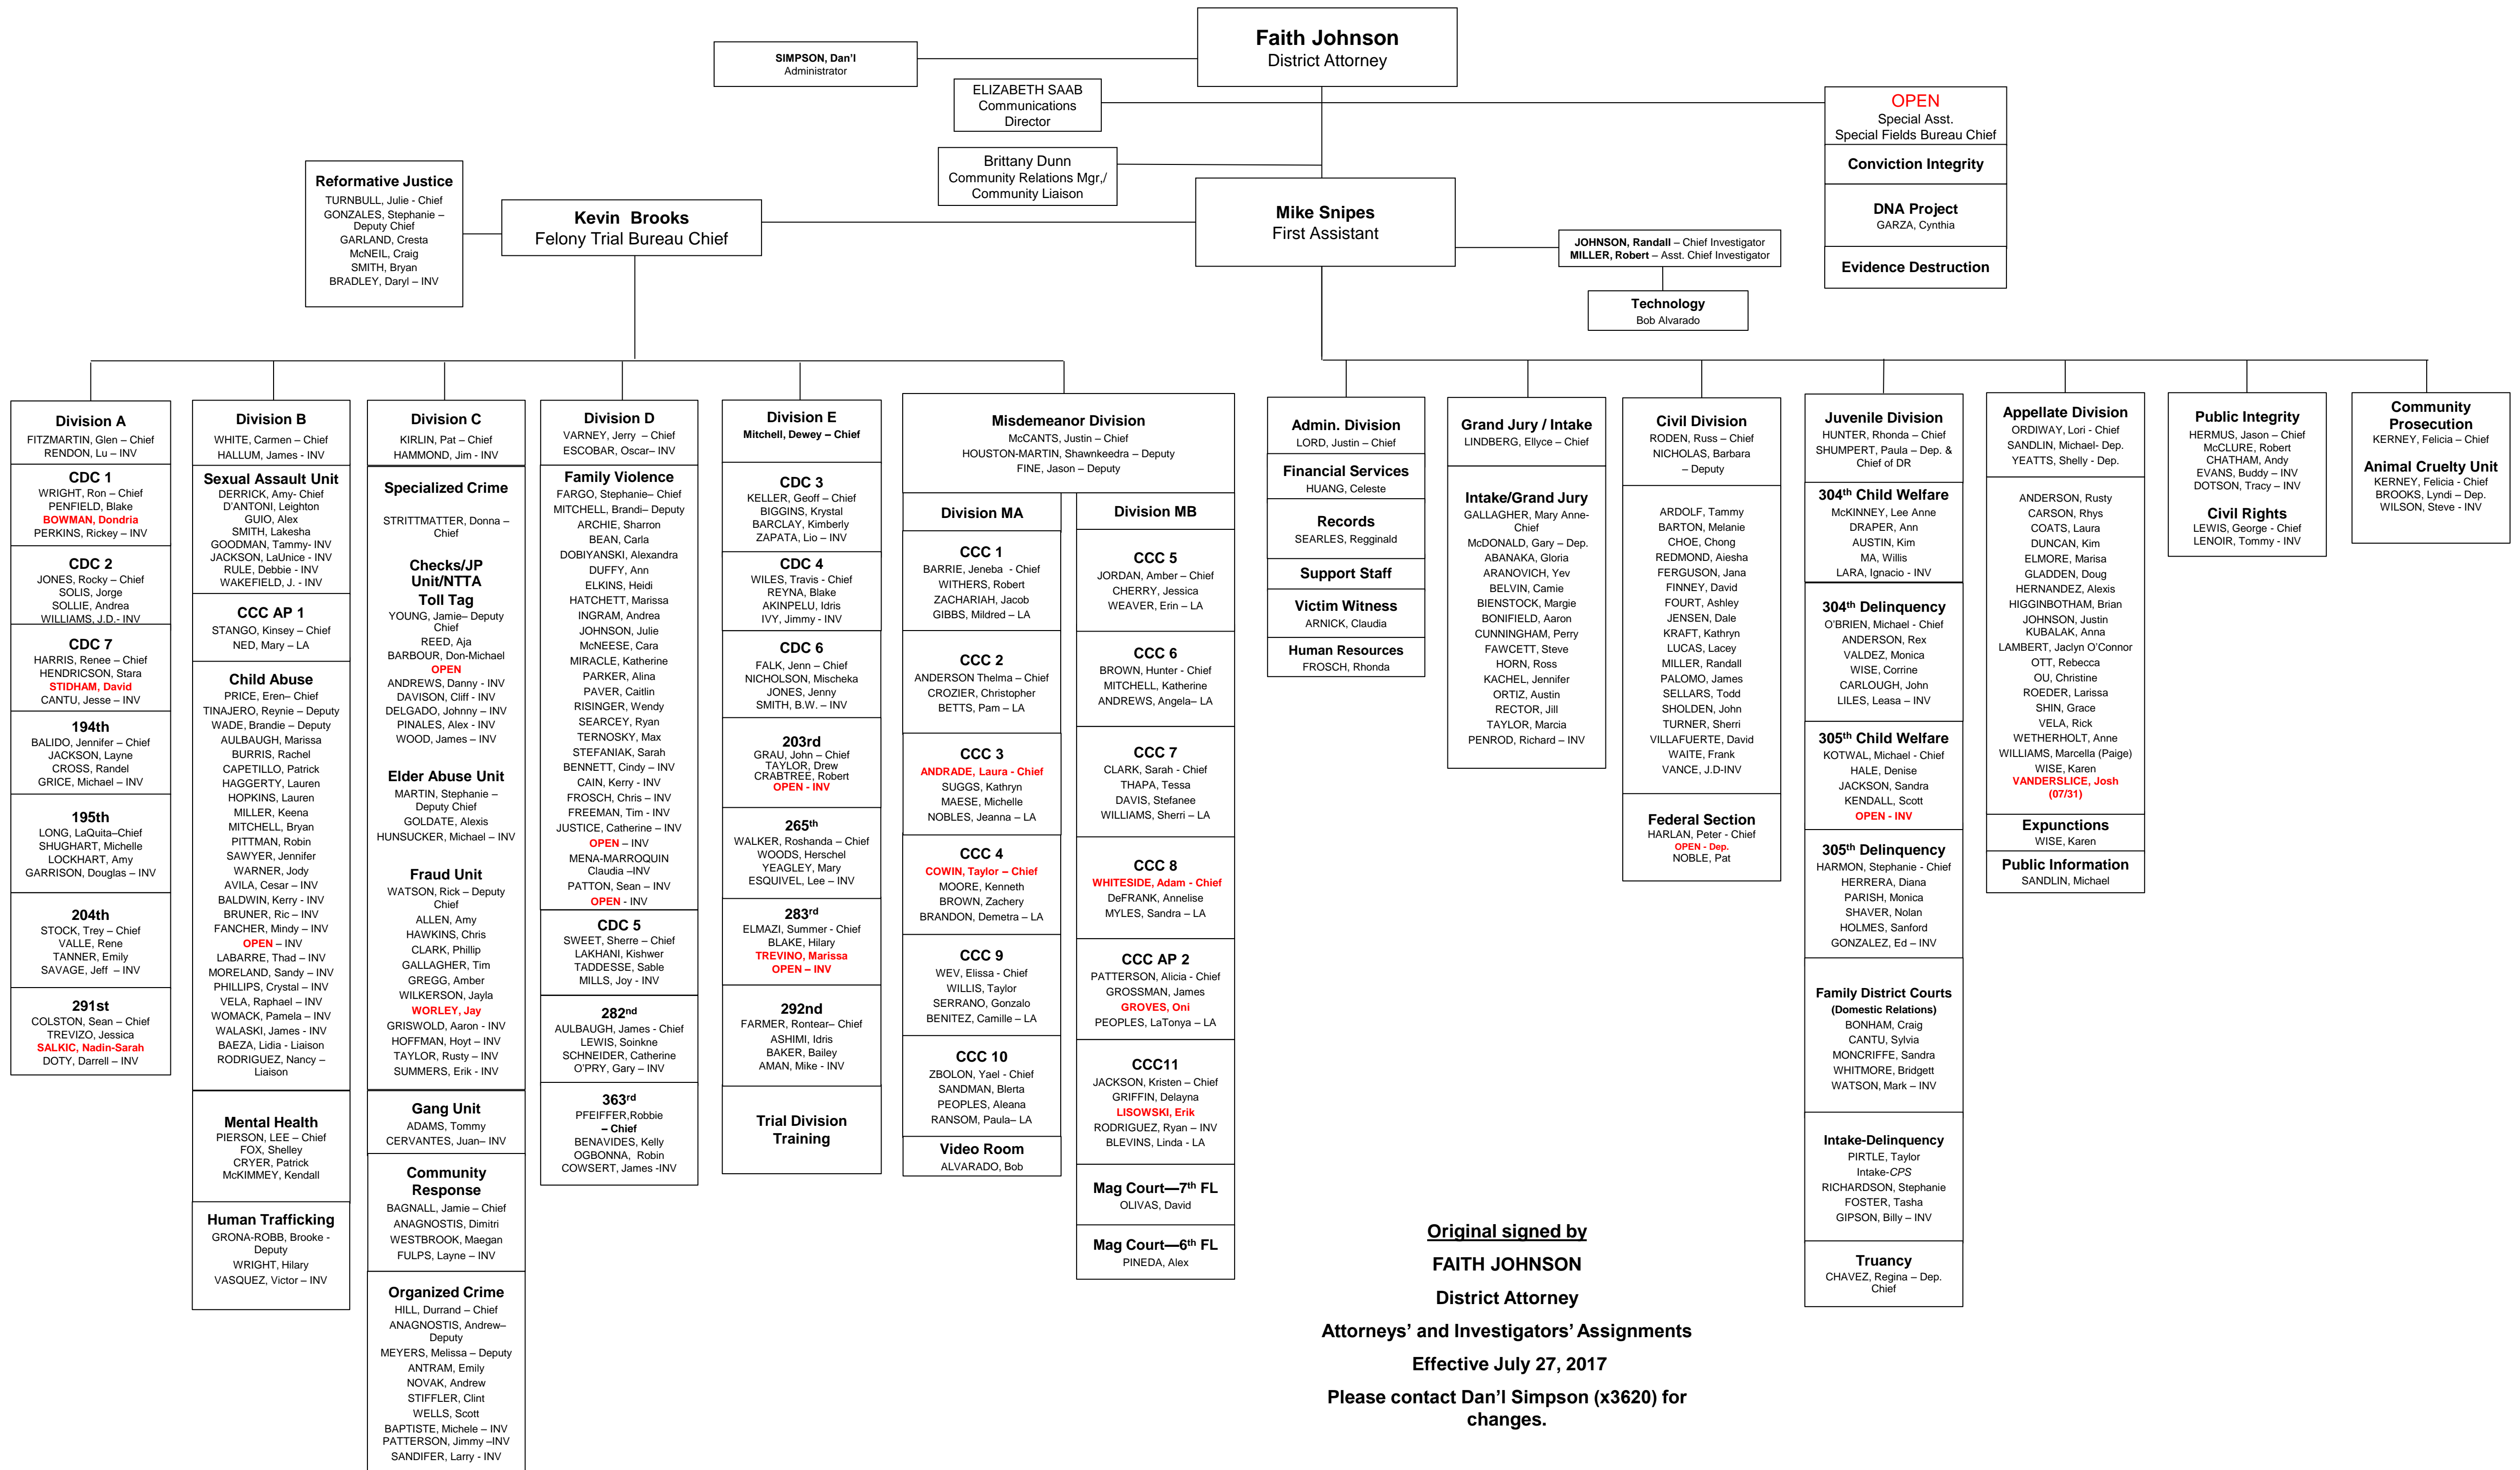 Faith Johnson
District Attorney
SIMPSON, Dan'l
Administrator
ELIZABETH SAAB
Communications
Director
OPEN
Special Asst.
Special Fields Bureau Chief
Conviction Integrity
DNA Project
GARZA, Cynthia
Evidence Destruction
Brittany Dunn
Community Relations Mgr,/
Community Liaison
Reformative Justice
TURNBULL, Julie - Chief
GONZALES, Stephanie –
Deputy Chief
GARLAND, Cresta
McNEIL, Craig
SMITH, Bryan
BRADLEY, Daryl – INV
Kevin Brooks
Felony Trial Bureau Chief
Mike Snipes
First Assistant
JOHNSON, Randall – Chief Investigator
MILLER, Robert – Asst. Chief Investigator
Technology
Bob Alvarado
Division A
FITZMARTIN, Glen – Chief
RENDON, Lu – INV
CDC 1
WRIGHT, Ron – Chief
PENFIELD, Blake
BOWMAN, Dondria
PERKINS, Rickey – INV
CDC 2
JONES, Rocky – Chief
SOLIS, Jorge
SOLLIE, Andrea
WILLIAMS, J.D.- INV
CDC 7
HARRIS, Renee – Chief
HENDRICSON, Stara
STIDHAM, David
CANTU, Jesse – INV
194th
BALIDO, Jennifer – Chief
JACKSON, Layne
CROSS, Randel
GRICE, Michael – INV
195th
LONG, LaQuita–Chief
SHUGHART, Michelle
LOCKHART, Amy
GARRISON, Douglas – INV
204th
STOCK, Trey – Chief
VALLE, Rene
TANNER, Emily
SAVAGE, Jeff – INV
291st
COLSTON, Sean – Chief
TREVIZO, Jessica
SALKIC, Nadin-Sarah
DOTY, Darrell – INV
Division B
WHITE, Carmen – Chief
HALLUM, James - INV
Sexual Assault Unit
DERRICK, Amy- Chief
D'ANTONI, Leighton
GUIO, Alex
SMITH, Lakesha
GOODMAN, Tammy- INV
JACKSON, LaUnice - INV
RULE, Debbie - INV
WAKEFIELD, J. - INV
CCC AP 1
STANGO, Kinsey – Chief
NED, Mary – LA
Child Abuse
PRICE, Eren– Chief
TINAJERO, Reynie – Deputy
WADE, Brandie – Deputy
AULBAUGH, Marissa
BURRIS, Rachel
CAPETILLO, Patrick
HAGGERTY, Lauren
HOPKINS, Lauren
MILLER, Keena
MITCHELL, Bryan
PITTMAN, Robin
SAWYER, Jennifer
WARNER, Jody
AVILA, Cesar – INV
BALDWIN, Kerry - INV
BRUNER, Ric – INV
FANCHER, Mindy – INV
OPEN – INV
LABARRE, Thad – INV
MORELAND, Sandy – INV
PHILLIPS, Crystal – INV
VELA, Raphael – INV
WOMACK, Pamela – INV
WALASKI, James - INV
BAEZA, Lidia - Liaison
RODRIGUEZ, Nancy –
Liaison
Mental Health
PIERSON, LEE – Chief
FOX, Shelley
CRYER, Patrick
McKIMMEY, Kendall
Human Trafficking
GRONA-ROBB, Brooke -
Deputy
WRIGHT, Hilary
VASQUEZ, Victor – INV
Division C
KIRLIN, Pat – Chief
HAMMOND, Jim - INV
Specialized Crime
STRITTMATTER, Donna –
Chief
Checks/JP
Unit/NTTA
Toll Tag
YOUNG, Jamie– Deputy
Chief
REED, Aja
BARBOUR, Don-Michael
OPEN
ANDREWS, Danny - INV
DAVISON, Cliff - INV
DELGADO, Johnny – INV
PINALES, Alex - INV
WOOD, James – INV
Elder Abuse Unit
MARTIN, Stephanie –
Deputy Chief
GOLDATE, Alexis
HUNSUCKER, Michael – INV
Fraud Unit
WATSON, Rick – Deputy
Chief
ALLEN, Amy
HAWKINS, Chris
CLARK, Phillip
GALLAGHER, Tim
GREGG, Amber
WILKERSON, Jayla
WORLEY, Jay
GRISWOLD, Aaron - INV
HOFFMAN, Hoyt – INV
TAYLOR, Rusty – INV
SUMMERS, Erik - INV
Gang Unit
ADAMS, Tommy
CERVANTES, Juan– INV
Community
Response
BAGNALL, Jamie – Chief
ANAGNOSTIS, Dimitri
WESTBROOK, Maegan
FULPS, Layne – INV
Organized Crime
HILL, Durrand – Chief
ANAGNOSTIS, Andrew–
Deputy
MEYERS, Melissa – Deputy
ANTRAM, Emily
NOVAK, Andrew
STIFFLER, Clint
WELLS, Scott
BAPTISTE, Michele – INV
PATTERSON, Jimmy –INV
SANDIFER, Larry - INV
Division D
VARNEY, Jerry – Chief
ESCOBAR, Oscar– INV
Family Violence
FARGO, Stephanie– Chief
MITCHELL, Brandi– Deputy
ARCHIE, Sharron
BEAN, Carla
DOBIYANSKI, Alexandra
DUFFY, Ann
ELKINS, Heidi
HATCHETT, Marissa
INGRAM, Andrea
JOHNSON, Julie
McNEESE, Cara
MIRACLE, Katherine
PARKER, Alina
PAVER, Caitlin
RISINGER, Wendy
SEARCEY, Ryan
TERNOSKY, Max
STEFANIAK, Sarah
BENNETT, Cindy – INV
CAIN, Kerry - INV
FROSCH, Chris – INV
FREEMAN, Tim - INV
JUSTICE, Catherine – INV
OPEN – INV
MENA-MARROQUIN
Claudia –INV
PATTON, Sean – INV
OPEN - INV
CDC 5
SWEET, Sherre – Chief
LAKHANI, Kishwer
TADDESSE, Sable
MILLS, Joy - INV
282nd
AULBAUGH, James - Chief
LEWIS, Soinkne
SCHNEIDER, Catherine
O'PRY, Gary – INV
363rd
PFEIFFER,Robbie
– Chief
BENAVIDES, Kelly
OGBONNA, Robin
COWSERT, James -INV
Division E
Mitchell, Dewey – Chief
CDC 3
KELLER, Geoff – Chief
BIGGINS, Krystal
BARCLAY, Kimberly
ZAPATA, Lio – INV
CDC 4
WILES, Travis - Chief
REYNA, Blake
AKINPELU, Idris
IVY, Jimmy - INV
CDC 6
FALK, Jenn – Chief
NICHOLSON, Mischeka
JONES, Jenny
SMITH, B.W. – INV
203rd
GRAU, John – Chief
TAYLOR, Drew
CRABTREE, Robert
OPEN - INV
265th
WALKER, Roshanda – Chief
WOODS, Herschel
YEAGLEY, Mary
ESQUIVEL, Lee – INV
283rd
ELMAZI, Summer - Chief
BLAKE, Hilary
TREVINO, Marissa
OPEN – INV
292nd
FARMER, Rontear– Chief
ASHIMI, Idris
BAKER, Bailey
AMAN, Mike - INV
Trial Division
Training
Misdemeanor Division
McCANTS, Justin – Chief
HOUSTON-MARTIN, Shawnkeedra – Deputy
FINE, Jason – Deputy
Division MA
CCC 1
BARRIE, Jeneba - Chief
WITHERS, Robert
ZACHARIAH, Jacob
GIBBS, Mildred – LA
CCC 2
ANDERSON Thelma – Chief
CROZIER, Christopher
BETTS, Pam – LA
CCC 3
ANDRADE, Laura - Chief
SUGGS, Kathryn
MAESE, Michelle
NOBLES, Jeanna – LA
CCC 4
COWIN, Taylor – Chief
MOORE, Kenneth
BROWN, Zachery
BRANDON, Demetra – LA
CCC 9
WEV, Elissa - Chief
WILLIS, Taylor
SERRANO, Gonzalo
BENITEZ, Camille – LA
CCC 10
ZBOLON, Yael - Chief
SANDMAN, Blerta
PEOPLES, Aleana
RANSOM, Paula– LA
Video Room
ALVARADO, Bob
Division MB
CCC 5
JORDAN, Amber – Chief
CHERRY, Jessica
WEAVER, Erin – LA
CCC 6
BROWN, Hunter - Chief
MITCHELL, Katherine
ANDREWS, Angela– LA
CCC 7
CLARK, Sarah - Chief
THAPA, Tessa
DAVIS, Stefanee
WILLIAMS, Sherri – LA
CCC 8
WHITESIDE, Adam - Chief
DeFRANK, Annelise
MYLES, Sandra – LA
CCC AP 2
PATTERSON, Alicia - Chief
GROSSMAN, James
GROVES, Oni
PEOPLES, LaTonya – LA
CCC11
JACKSON, Kristen – Chief
GRIFFIN, Delayna
LISOWSKI, Erik
RODRIGUEZ, Ryan – INV
BLEVINS, Linda - LA
Mag Court—7th FL
OLIVAS, David
Mag Court—6th FL
PINEDA, Alex
Admin. Division
LORD, Justin – Chief
Financial Services
HUANG, Celeste
Records
SEARLES, Regginald
Support Staff
Victim Witness
ARNICK, Claudia
Human Resources
FROSCH, Rhonda
Grand Jury / Intake
LINDBERG, Ellyce – Chief
Intake/Grand Jury
GALLAGHER, Mary Anne-
Chief
McDONALD, Gary – Dep.
ABANAKA, Gloria
ARANOVICH, Yev
BELVIN, Camie
BIENSTOCK, Margie
BONIFIELD, Aaron
CUNNINGHAM, Perry
FAWCETT, Steve
HORN, Ross
KACHEL, Jennifer
ORTIZ, Austin
RECTOR, Jill
TAYLOR, Marcia
PENROD, Richard – INV
Civil Division
RODEN, Russ – Chief
NICHOLAS, Barbara
– Deputy
ARDOLF, Tammy
BARTON, Melanie
CHOE, Chong
REDMOND, Aiesha
FERGUSON, Jana
FINNEY, David
FOURT, Ashley
JENSEN, Dale
KRAFT, Kathryn
LUCAS, Lacey
MILLER, Randall
PALOMO, James
SELLARS, Todd
SHOLDEN, John
TURNER, Sherri
VILLAFUERTE, David
WAITE, Frank
VANCE, J.D-INV
Federal Section
HARLAN, Peter - Chief
OPEN - Dep.
NOBLE, Pat
Juvenile Division
HUNTER, Rhonda – Chief
SHUMPERT, Paula – Dep. &
Chief of DR
304th Child Welfare
McKINNEY, Lee Anne
DRAPER, Ann
AUSTIN, Kim
MA, Willis
LARA, Ignacio - INV
304th Delinquency
O'BRIEN, Michael - Chief
ANDERSON, Rex
VALDEZ, Monica
WISE, Corrine
CARLOUGH, John
LILES, Leasa – INV
305th Child Welfare
KOTWAL, Michael - Chief
HALE, Denise
JACKSON, Sandra
KENDALL, Scott
OPEN - INV
305th Delinquency
HARMON, Stephanie - Chief
HERRERA, Diana
PARISH, Monica
SHAVER, Nolan
HOLMES, Sanford
GONZALEZ, Ed – INV
Family District Courts
(Domestic Relations)
BONHAM, Craig
CANTU, Sylvia
MONCRIFFE, Sandra
WHITMORE, Bridgett
WATSON, Mark – INV
Intake-Delinquency
PIRTLE, Taylor
Intake-CPS
RICHARDSON, Stephanie
FOSTER, Tasha
GIPSON, Billy – INV
Truancy
CHAVEZ, Regina – Dep.
Chief
Appellate Division
ORDIWAY, Lori - Chief
SANDLIN, Michael- Dep.
YEATTS, Shelly - Dep.
ANDERSON, Rusty
CARSON, Rhys
COATS, Laura
DUNCAN, Kim
ELMORE, Marisa
GLADDEN, Doug
HERNANDEZ, Alexis
HIGGINBOTHAM, Brian
JOHNSON, Justin
KUBALAK, Anna
LAMBERT, Jaclyn O'Connor
OTT, Rebecca
OU, Christine
ROEDER, Larissa
SHIN, Grace
VELA, Rick
WETHERHOLT, Anne
WILLIAMS, Marcella (Paige)
WISE, Karen
VANDERSLICE, Josh
(07/31)
Expunctions
WISE, Karen
Public Information
SANDLIN, Michael
Public Integrity
HERMUS, Jason – Chief
McCLURE, Robert
CHATHAM, Andy
EVANS, Buddy – INV
DOTSON, Tracy – INV
Civil Rights
LEWIS, George - Chief
LENOIR, Tommy - INV
Community
Prosecution
KERNEY, Felicia – Chief
Animal Cruelty Unit
KERNEY, Felicia - Chief
BROOKS, Lyndi – Dep.
WILSON, Steve - INV
Original signed by
FAITH JOHNSON
District Attorney
Attorneys' and Investigators' Assignments
Effective July 27, 2017
Please contact Dan'l Simpson (x3620) for
changes.